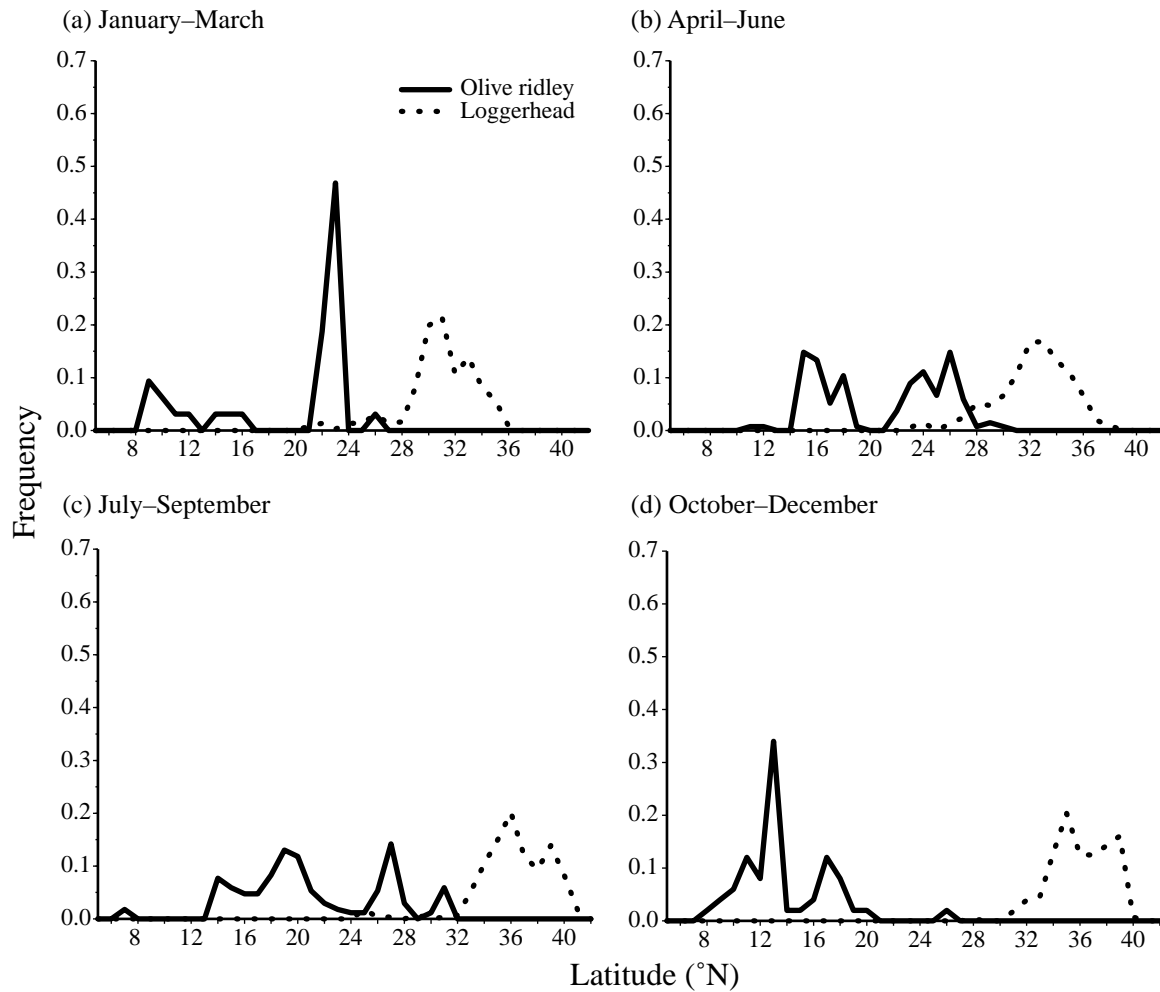 (a) January–March
0.7
0.6
0.5
0.4
0.3
0.2
0.1
0.0
8 12 16 20 24 28 32 36 40
Olive ridley
Loggerhead
(b) April–June
0.7
0.6
0.5
0.4
0.3
0.2
0.1
0.0
8 12 16 20 24 28 32 36 40
Frequency
(c) July–September
0.7
0.6
0.5
0.4
0.3
0.2
0.1
0.0
8 12 16 20 24 28 32 36 40
(d) October–December
0.7
0.6
0.5
0.4
0.3
0.2
0.1
0.0
8 12 16 20 24 28 32 36 40
Latitude (˚N)